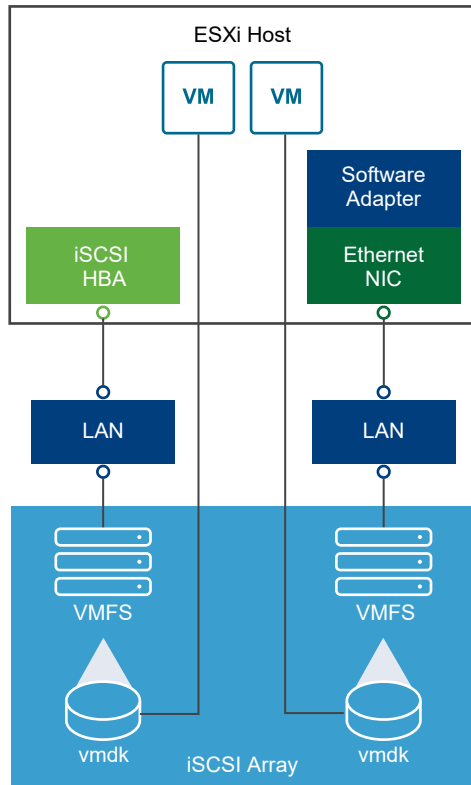 ESXi Host
VM
VM
Software
Adapter
iSCSI
HBA
Ethernet
NIC
LAN
LAN
VMFS
VMFS
vmdk
vmdk
iSCSI Array